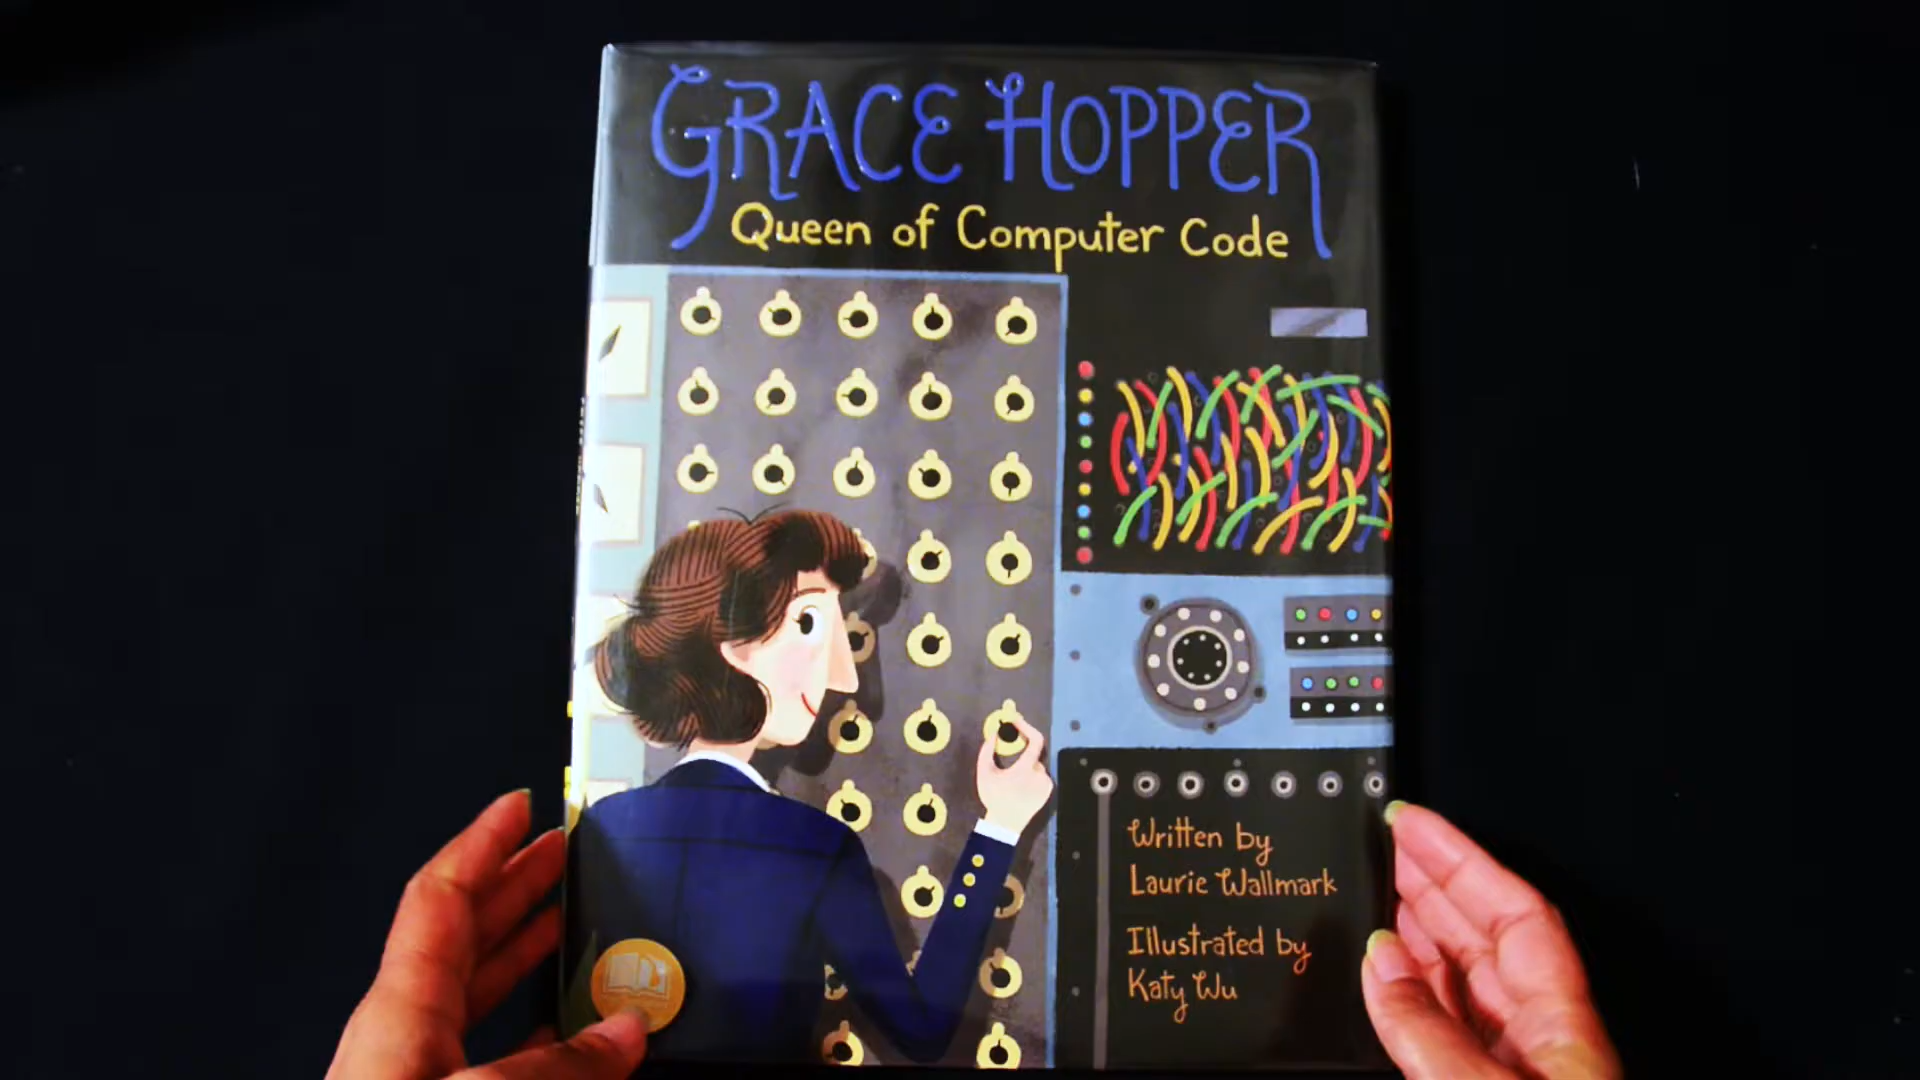 GRACE HOPPER
Queen of Computer Code
Written by
Laurie Wallmark
Illustrated by
Katy Wu